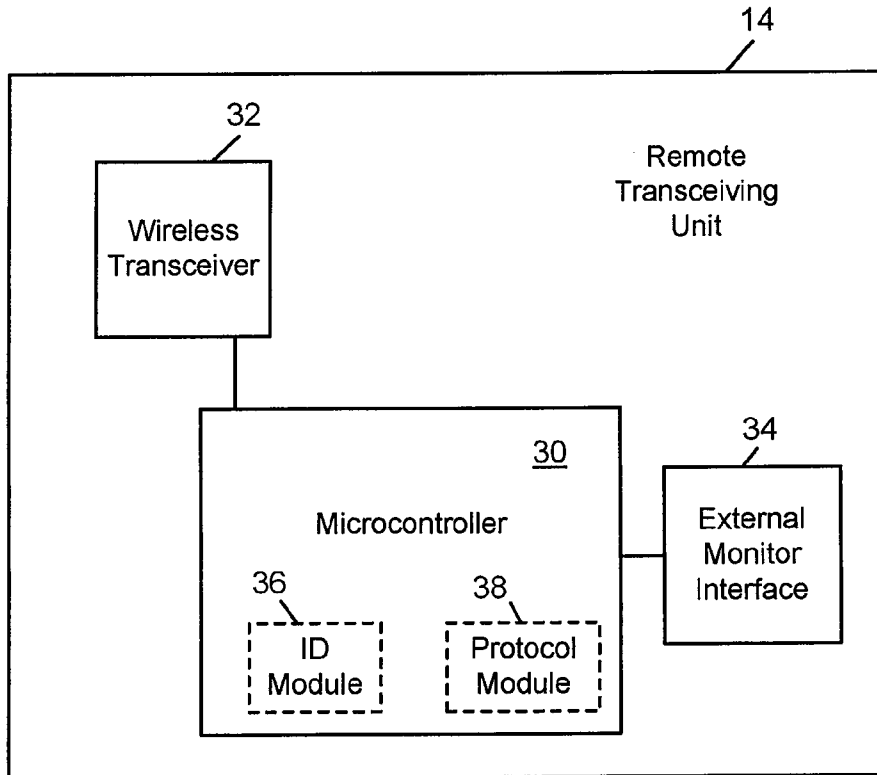 14
32
Remote
Transceiving
Unit
Wireless
Transceiver
30
34
Microcontroller
External
Monitor
Interface
36
38
ID
Module
Protocol
Module